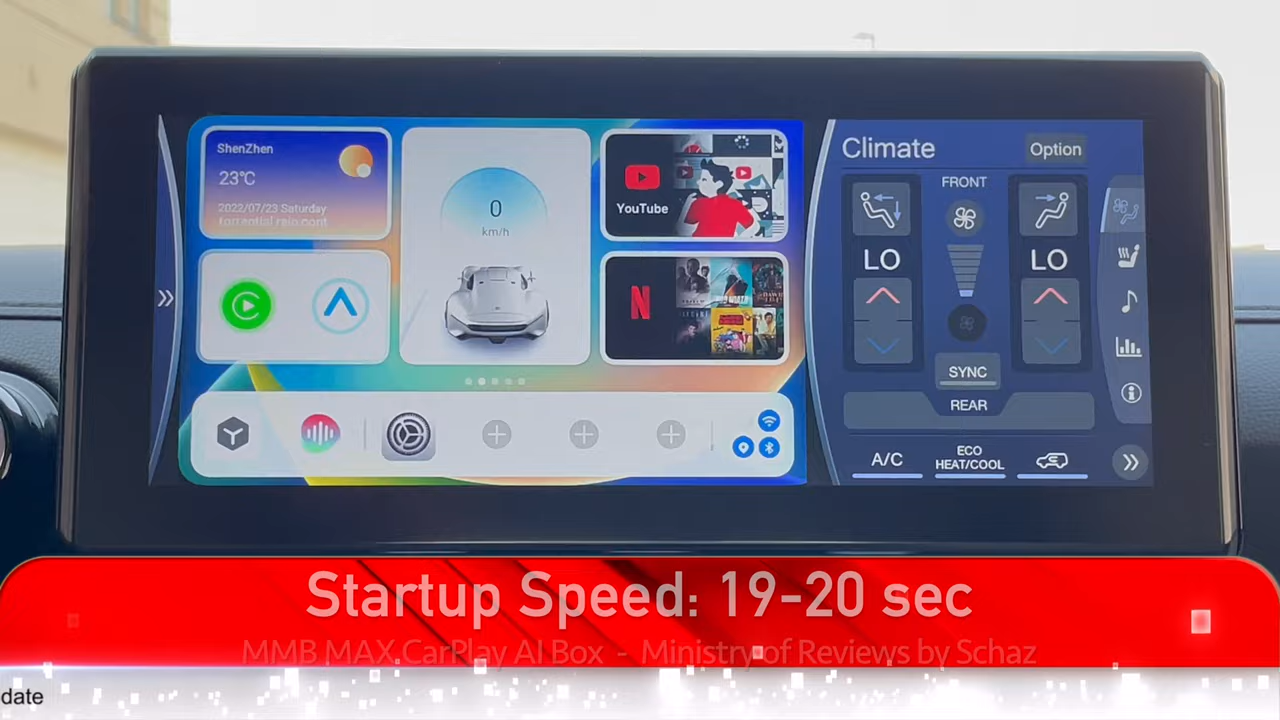 ShenZhen
23℃
2022/07/23 Saturday
torrential rain
0
km/h
YouTube
N
Climate
Option
FRONT
LO
LO
SYNC
REAR
A/C
ECO
HEAT/COOL
Startup Speed: 19-20 sec
MMB MAX CarPlay AI Box - Ministry of Reviews by Schaz
date